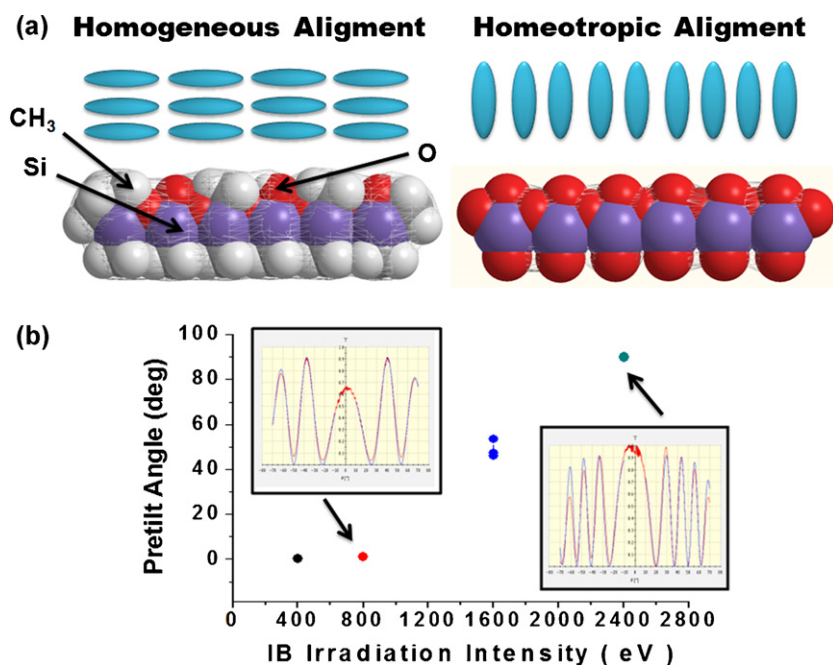 (a) Homogeneous Aligment Homeotropic Aligment
CH3
Si
O
(b)
100
80
60
40
20
0
Pretilt Angle (deg)
0 400 800 1200 1600 2000 2400 2800
IB Irradiation Intensity ( eV )